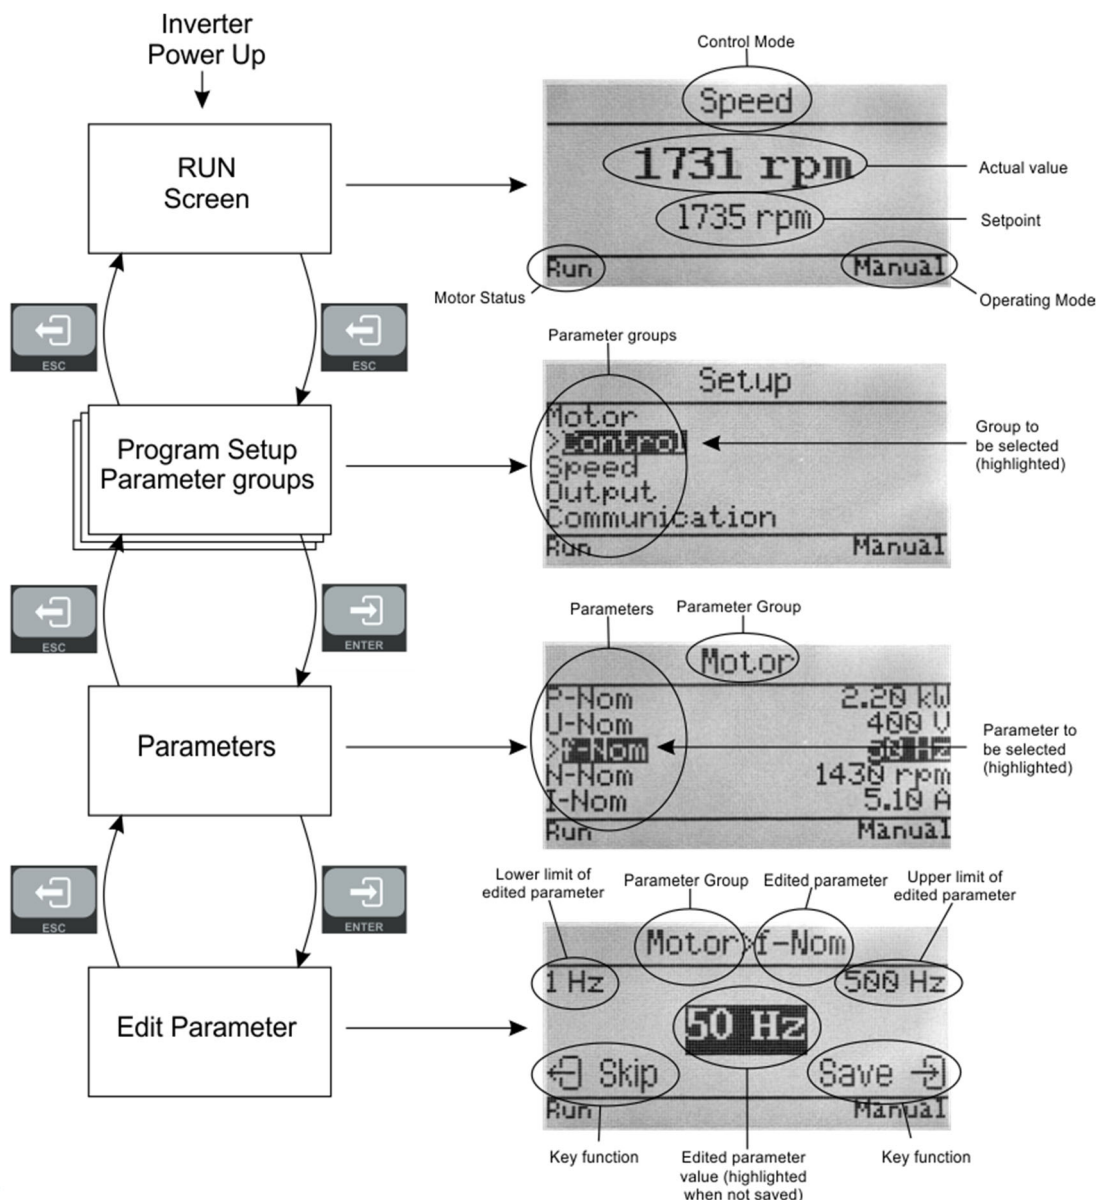 Inverter
Power Up
RUN
Screen
Control Mode
Speed
1731 rpm
Actual value
1735 rpm
Setpoint
Run
Manual
Motor Status
Operating Mode
ESC
ESC
Program Setup
Parameter groups
Parameter groups
Setup
Motor
>Control
Speed
Output
Communication
Run
Manual
Group to
be selected
(highlighted)
ESC
ENTER
Parameters
Parameters
Parameter Group
Motor
P-Nom 2.20 kW
U-Nom 400 V
>f-Nom 50 Hz
N-Nom 1430 rpm
I-Nom 5.10 A
Run
Manual
Parameter to
be selected
(highlighted)
ESC
ENTER
Edit Parameter
Lower limit of
edited parameter
Parameter Group
Edited parameter
Upper limit of
edited parameter
Motor>f-Nom
1 Hz
500 Hz
50 Hz
Skip
Save
Run
Manual
Key function
Edited parameter
value (highlighted
when not saved)
Key function